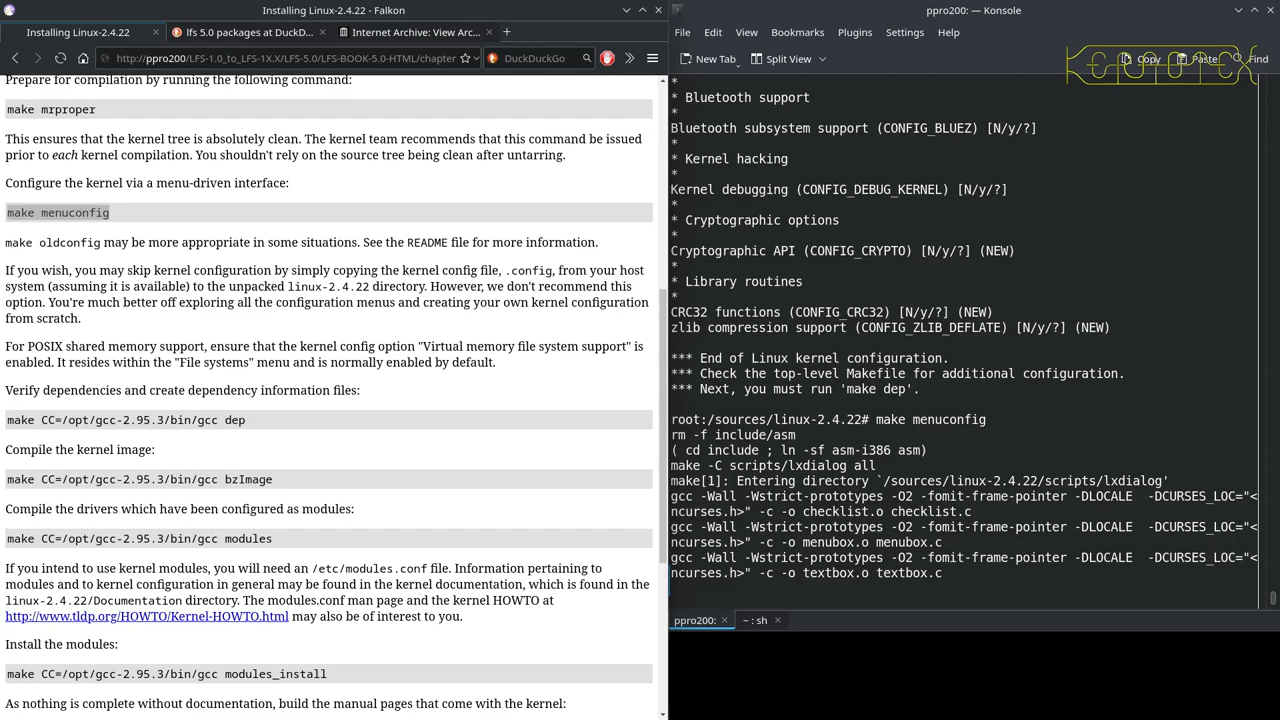 Installing Linux-2.4.22 - Falkon
Installing Linux-2.4.22
lfs 5.0 packages at DuckD...
Internet Archive: View Arc...
http://ppro200/LFS-1.0_to_LFS-1X.X/LFS-5.0/LFS-BOOK-5.0-HTML/chapter
DuckDuckGo
Prepare for compilation by running the following command:
make mrproper
This ensures that the kernel tree is absolutely clean. The kernel team recommends that this command be issued
prior to each kernel compilation. You shouldn't rely on the source tree being clean after untarring.
Configure the kernel via a menu-driven interface:
make menuconfig
make oldconfig may be more appropriate in some situations. See the README file for more information.
If you wish, you may skip kernel configuration by simply copying the kernel config file, .config, from your host
system (assuming it is available) to the unpacked linux-2.4.22 directory. However, we don't recommend this
option. You're much better off exploring all the configuration menus and creating your own kernel configuration
from scratch.
For POSIX shared memory support, ensure that the kernel config option "Virtual memory file system support" is
enabled. It resides within the "File systems" menu and is normally enabled by default.
Verify dependencies and create dependency information files:
make CC=/opt/gcc-2.95.3/bin/gcc dep
Compile the kernel image:
make CC=/opt/gcc-2.95.3/bin/gcc bzImage
Compile the drivers which have been configured as modules:
make CC=/opt/gcc-2.95.3/bin/gcc modules
If you intend to use kernel modules, you will need an /etc/modules.conf file. Information pertaining to
modules and to kernel configuration in general may be found in the kernel documentation, which is found in the
linux-2.4.22/Documentation directory. The modules.conf man page and the kernel HOWTO at
http://www.tldp.org/HOWTO/Kernel-HOWTO.html may also be of interest to you.
Install the modules:
make CC=/opt/gcc-2.95.3/bin/gcc modules_install
As nothing is complete without documentation, build the manual pages that come with the kernel:
ppro200: — Konsole
File Edit View Bookmarks Plugins Settings Help
New Tab Split View Copy Paste Find
*
* Bluetooth support
*
Bluetooth subsystem support (CONFIG_BLUEZ) [N/y/?]
*
* Kernel hacking
*
Kernel debugging (CONFIG_DEBUG_KERNEL) [N/y/?]
*
* Cryptographic options
*
Cryptographic API (CONFIG_CRYPTO) [N/y/?] (NEW)
*
* Library routines
*
CRC32 functions (CONFIG_CRC32) [N/y/?] (NEW)
zlib compression support (CONFIG_ZLIB_DEFLATE) [N/y/?] (NEW)
*** End of Linux kernel configuration.
*** Check the top-level Makefile for additional configuration.
*** Next, you must run 'make dep'.
root:/sources/linux-2.4.22# make menuconfig
rm -f include/asm
( cd include ; ln -sf asm-i386 asm)
make -C scripts/lxdialog all
make[1]: Entering directory `/sources/linux-2.4.22/scripts/lxdialog'
gcc -Wall -Wstrict-prototypes -O2 -fomit-frame-pointer -DLOCALE  -DCURSES_LOC="<
ncurses.h>" -c -o checklist.o checklist.c
gcc -Wall -Wstrict-prototypes -O2 -fomit-frame-pointer -DLOCALE  -DCURSES_LOC="<
ncurses.h>" -c -o menubox.o menubox.c
gcc -Wall -Wstrict-prototypes -O2 -fomit-frame-pointer -DLOCALE  -DCURSES_LOC="<
ncurses.h>" -c -o textbox.o textbox.c
ppro200:
~ : sh